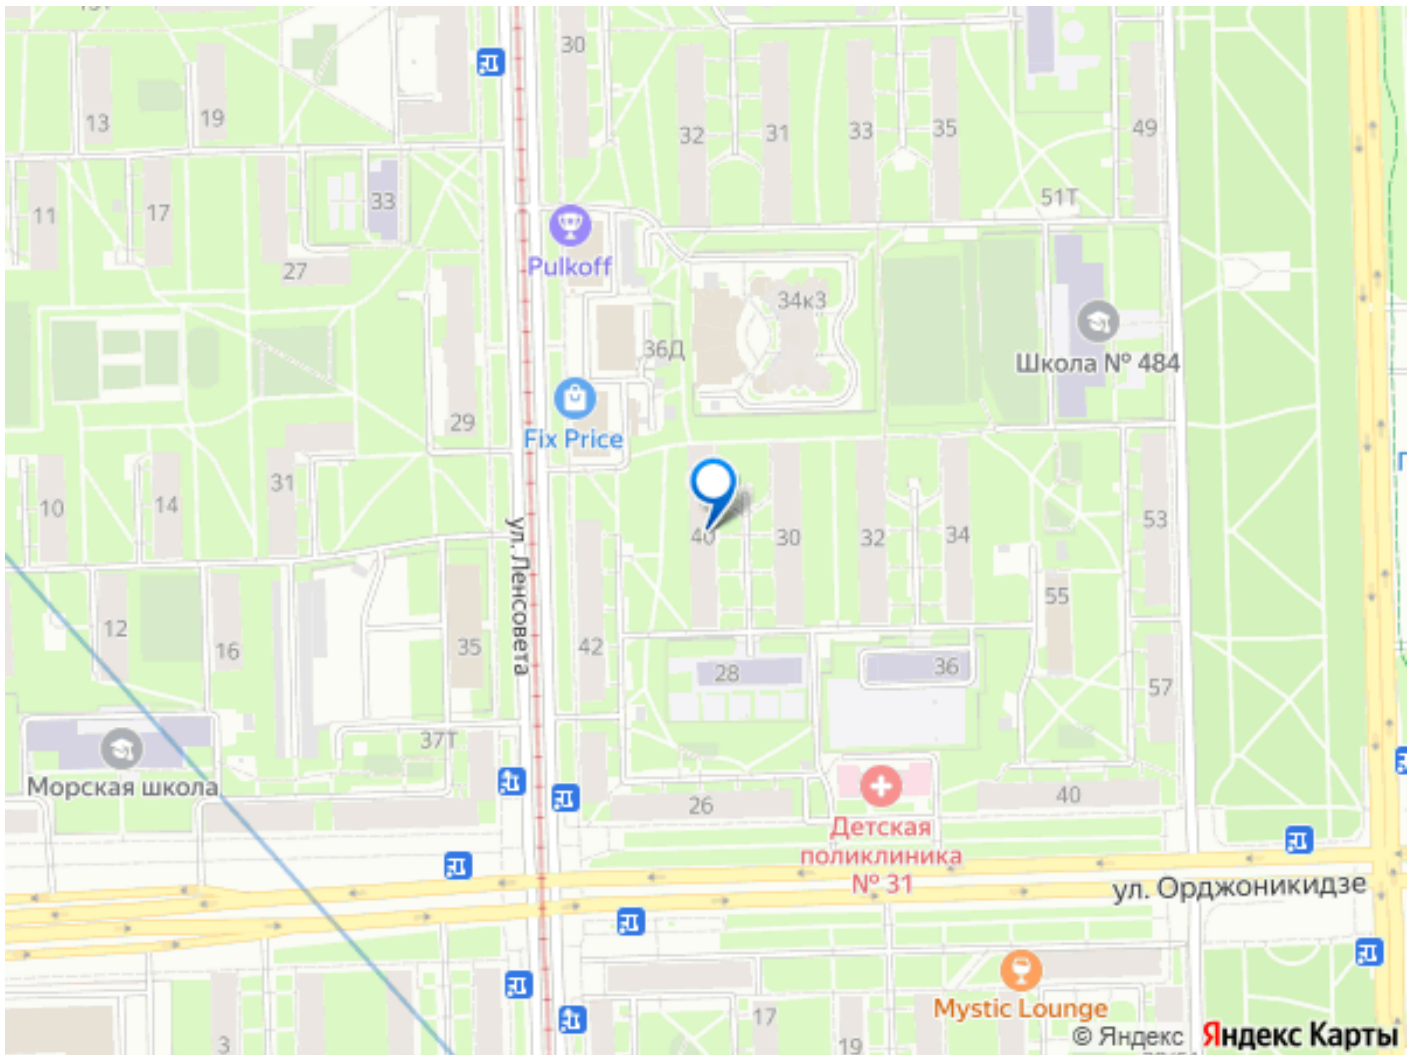 30
13
19
32
31
33
35
49
11
17
33
51Т
27
Pulkoff
34к3
36Д
Школа № 484
29
Fix Price
10
14
31
ул. Ленсовета
40
30
32
34
53
12
16
35
42
28
36
55
57
37Т
Морская школа
26
40
Детская
поликлиника
№ 31
ул. Орджоникидзе
Mystic Lounge
3
17
19
© Яндекс
Яндекс Карты